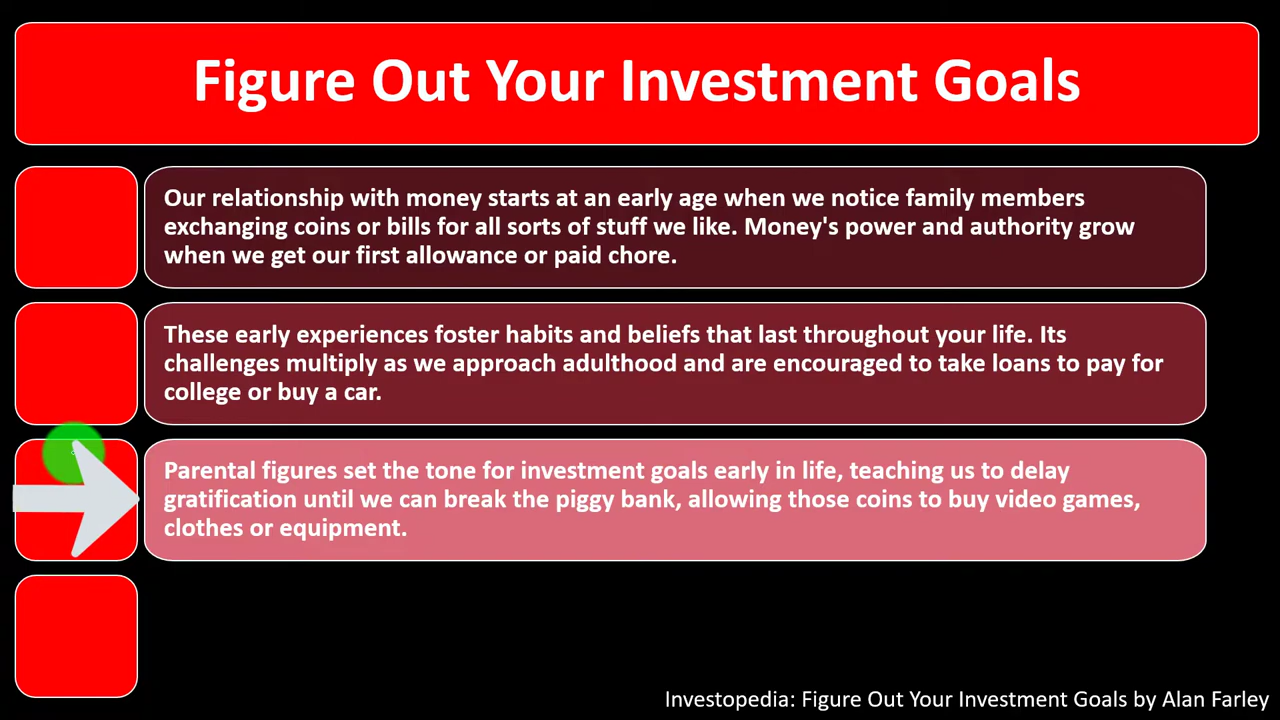 Figure Out Your Investment Goals
Our relationship with money starts at an early age when we notice family members
exchanging coins or bills for all sorts of stuff we like. Money's power and authority grow
when we get our first allowance or paid chore.
These early experiences foster habits and beliefs that last throughout your life. Its
challenges multiply as we approach adulthood and are encouraged to take loans to pay for
college or buy a car.
Parental figures set the tone for investment goals early in life, teaching us to delay
gratification until we can break the piggy bank, allowing those coins to buy video games,
clothes or equipment.
Investopedia: Figure Out Your Investment Goals by Alan Farley